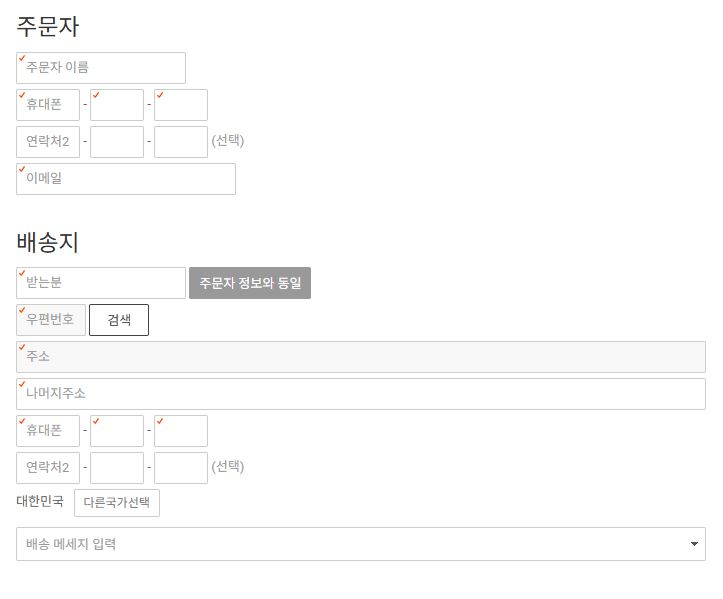 주문자
주문자 이름
휴대폰 - -
연락처2 - - (선택)
이메일
배송지
받는분 주문자 정보와 동일
우편번호 검색
주소
나머지주소
휴대폰 - -
연락처2 - - (선택)
대한민국 다른국가선택
배송 메세지 입력